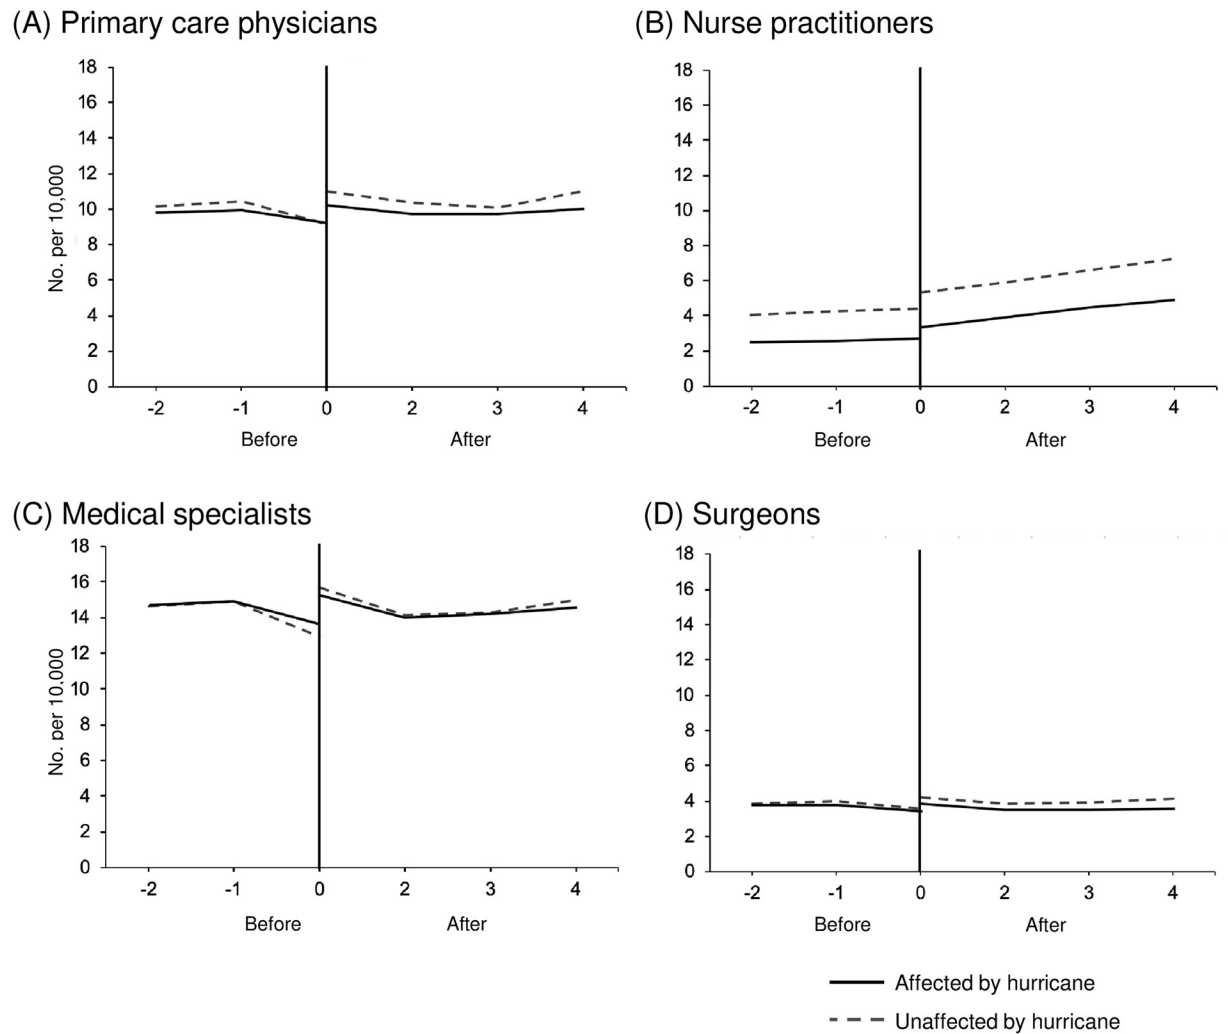 (A) Primary care physicians
18
16
14
12
10
8
6
4
2
0
No. per 10,000
-2 -1 0 2 3 4
Before After
(B) Nurse practitioners
18
16
14
12
10
8
6
4
2
0
-2 -1 0 2 3 4
Before After
(C) Medical specialists
18
16
14
12
10
8
6
4
2
0
No. per 10.000
-2 -1 0 2 3 4
Before After
(D) Surgeons
18
16
14
12
10
8
6
4
2
0
-2 -1 0 2 3 4
Before After
Affected by hurricane
Unaffected by hurricane